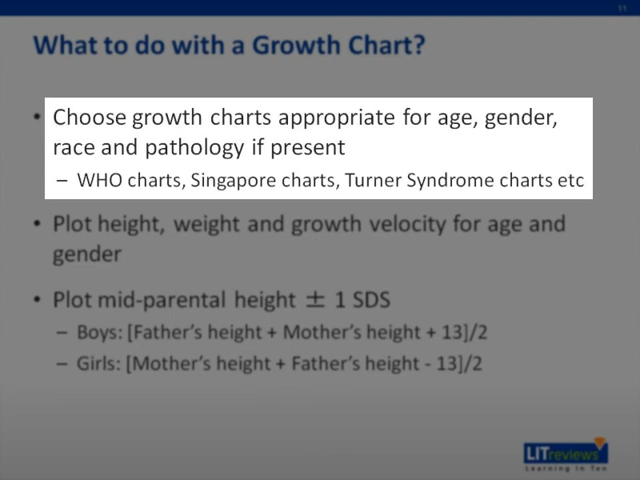 11
What to do with a Growth Chart?
• Choose growth charts appropriate for age, gender,
race and pathology if present
– WHO charts, Singapore charts, Turner Syndrome charts etc
• Plot height, weight and growth velocity for age and
gender
• Plot mid-parental height ± 1 SDS
– Boys: [Father's height + Mother's height + 13]/2
– Girls: [Mother's height + Father's height - 13]/2
LITreviews
Learning In Ten